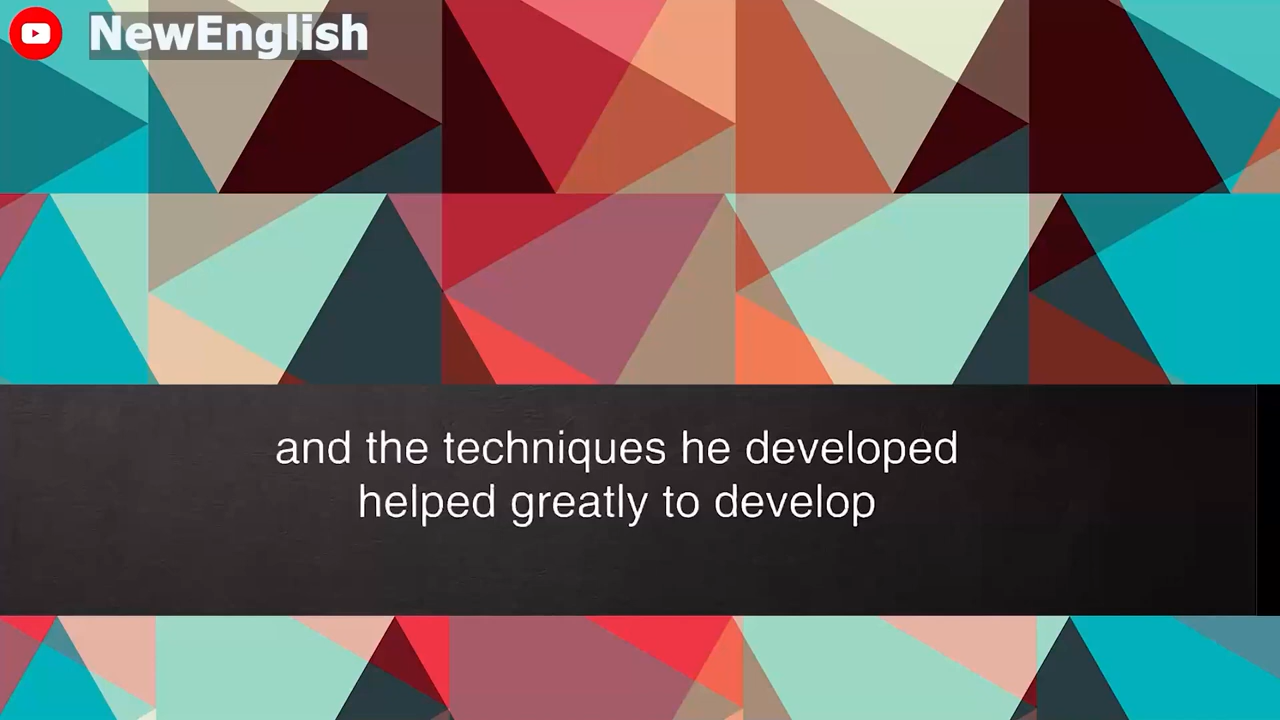 NewEnglish
and the techniques he developed
helped greatly to develop